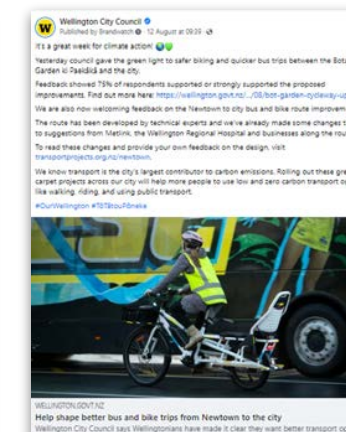 Wellington City Council
Published by Brandwatch 12 August at 09:09
It's a great week for climate action!
Yesterday council gave the green light to safer biking and quicker bus trips between the Bota
Garden ki Paekākā and the city.
Feedback showed 75% of respondents supported or strongly supported the proposed
improvements. Find out more here: https://wellington.govt.nz/.../08/bot-garden-cycleway-up
We are also now welcoming feedback on the Newtown to city bus and bike route improvem
The route has been developed by technical experts and we've already made some changes t
to suggestions from Metlink, the Wellington Regional Hospital and businesses along the rou
To read these changes and provide your own feedback on the design, visit
transportprojects.org.nz/newtown.
We know transport is the city's largest contributor to carbon emissions. Rolling out these gre
carpet projects across our city will help more people to use low and zero carbon transport op
like walking, riding, and using public transport.
#OurWellington #TōTātouPōneke
WELLINGTON.GOVT.NZ
Help shape better bus and bike trips from Newtown to the city
Wellington City Council says Wellingtonians have made it clear they want better transport op